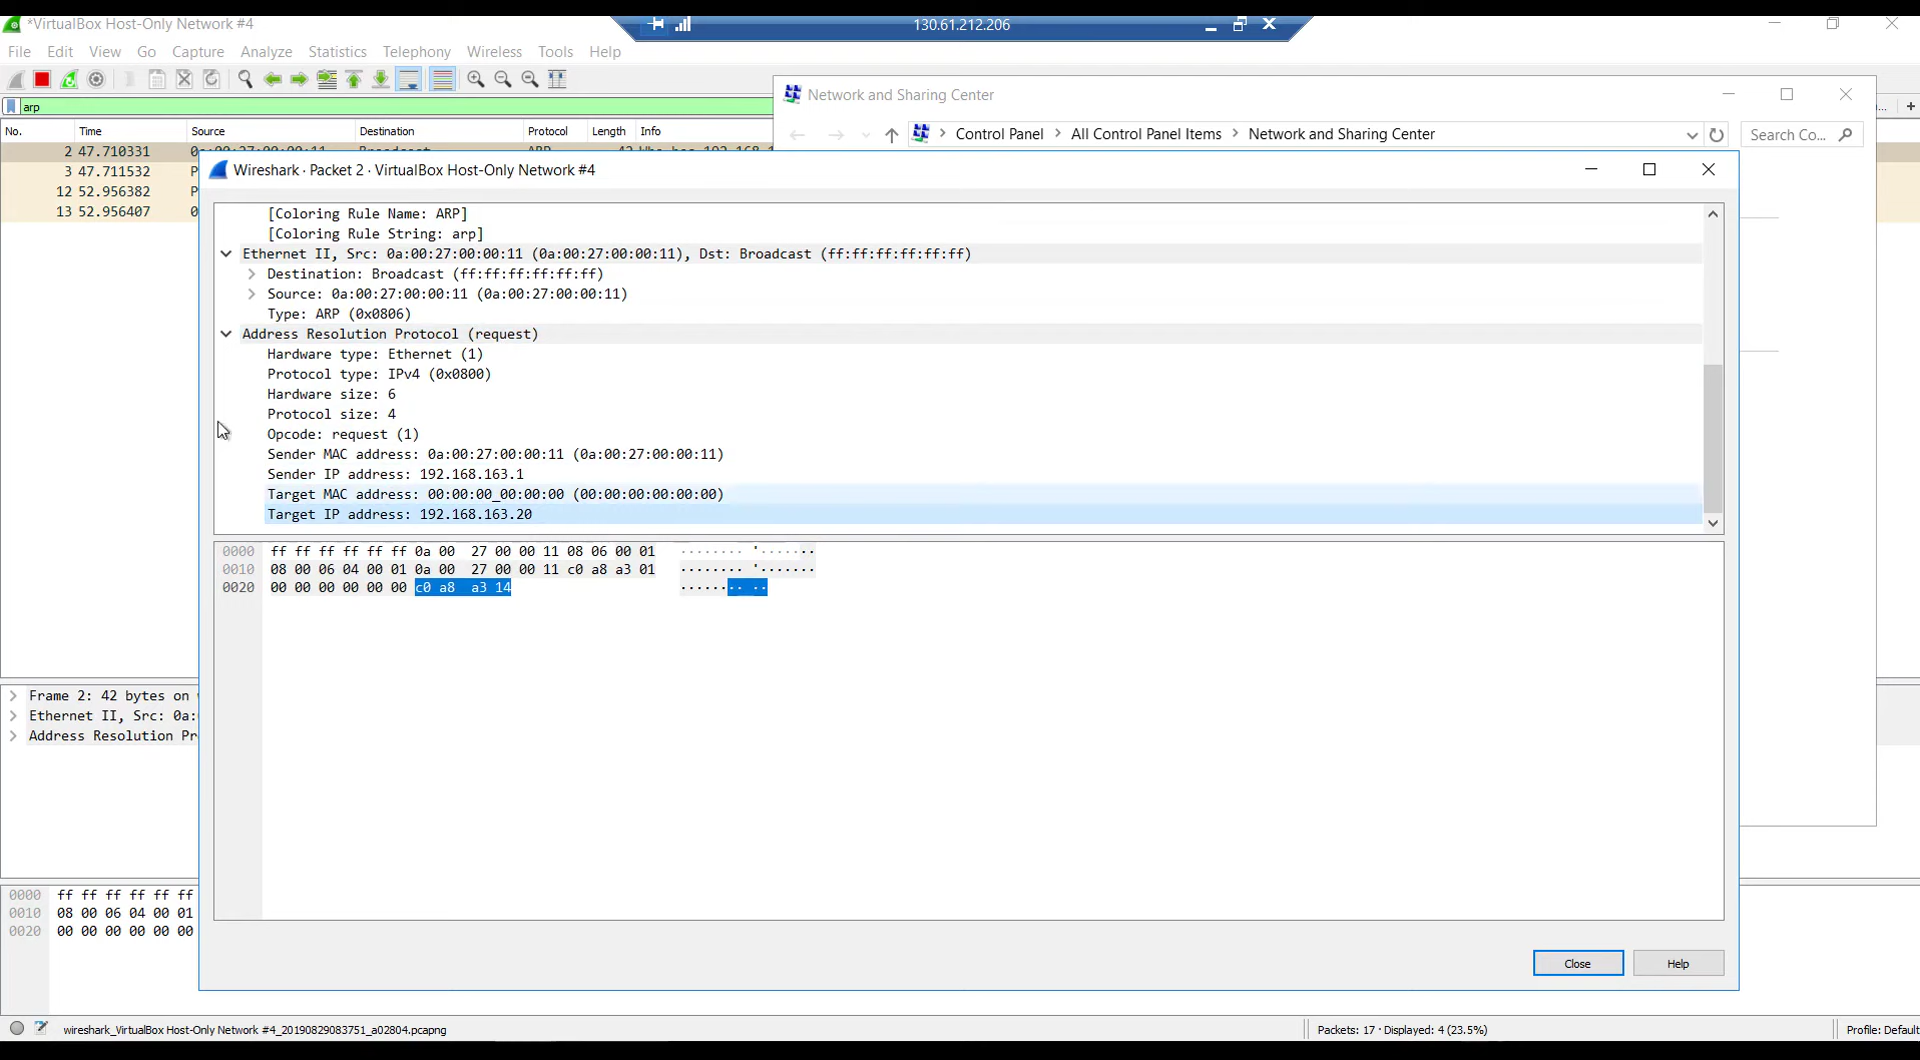 *VirtualBox Host-Only Network #4
130.61.212.206
File Edit View Go Capture Analyze Statistics Telephony Wireless Tools Help
arp
Network and Sharing Center
No. Time Source Destination Protocol Length Info
Control Panel All Control Panel Items Network and Sharing Center
Search Co...
2 47.710331
3 47.711532 P
12 52.956382 P
13 52.956407 0
Wireshark · Packet 2 · VirtualBox Host-Only Network #4
[Coloring Rule Name: ARP]
[Coloring Rule String: arp]
Ethernet II, Src: 0a:00:27:00:00:11 (0a:00:27:00:00:11), Dst: Broadcast (ff:ff:ff:ff:ff:ff)
Destination: Broadcast (ff:ff:ff:ff:ff:ff)
Source: 0a:00:27:00:00:11 (0a:00:27:00:00:11)
Type: ARP (0x0806)
Address Resolution Protocol (request)
Hardware type: Ethernet (1)
Protocol type: IPv4 (0x0800)
Hardware size: 6
Protocol size: 4
Opcode: request (1)
Sender MAC address: 0a:00:27:00:00:11 (0a:00:27:00:00:11)
Sender IP address: 192.168.163.1
Target MAC address: 00:00:00_00:00:00 (00:00:00:00:00:00)
Target IP address: 192.168.163.20
0000 ff ff ff ff ff ff 0a 00 27 00 00 11 08 06 00 01 ········ '·······
0010 08 00 06 04 00 01 0a 00 27 00 00 11 c0 a8 a3 01 ········ '·······
0020 00 00 00 00 00 00 c0 a8 a3 14 ········ ··
Frame 2: 42 bytes on
Ethernet II, Src: 0a:
Address Resolution Pr
0000 ff ff ff ff ff ff
0010 08 00 06 04 00 01
0020 00 00 00 00 00 00
Close
Help
wireshark_VirtualBox Host-Only Network #4_20190829083751_a02804.pcapng
Packets: 17 · Displayed: 4 (23.5%)
Profile: Default